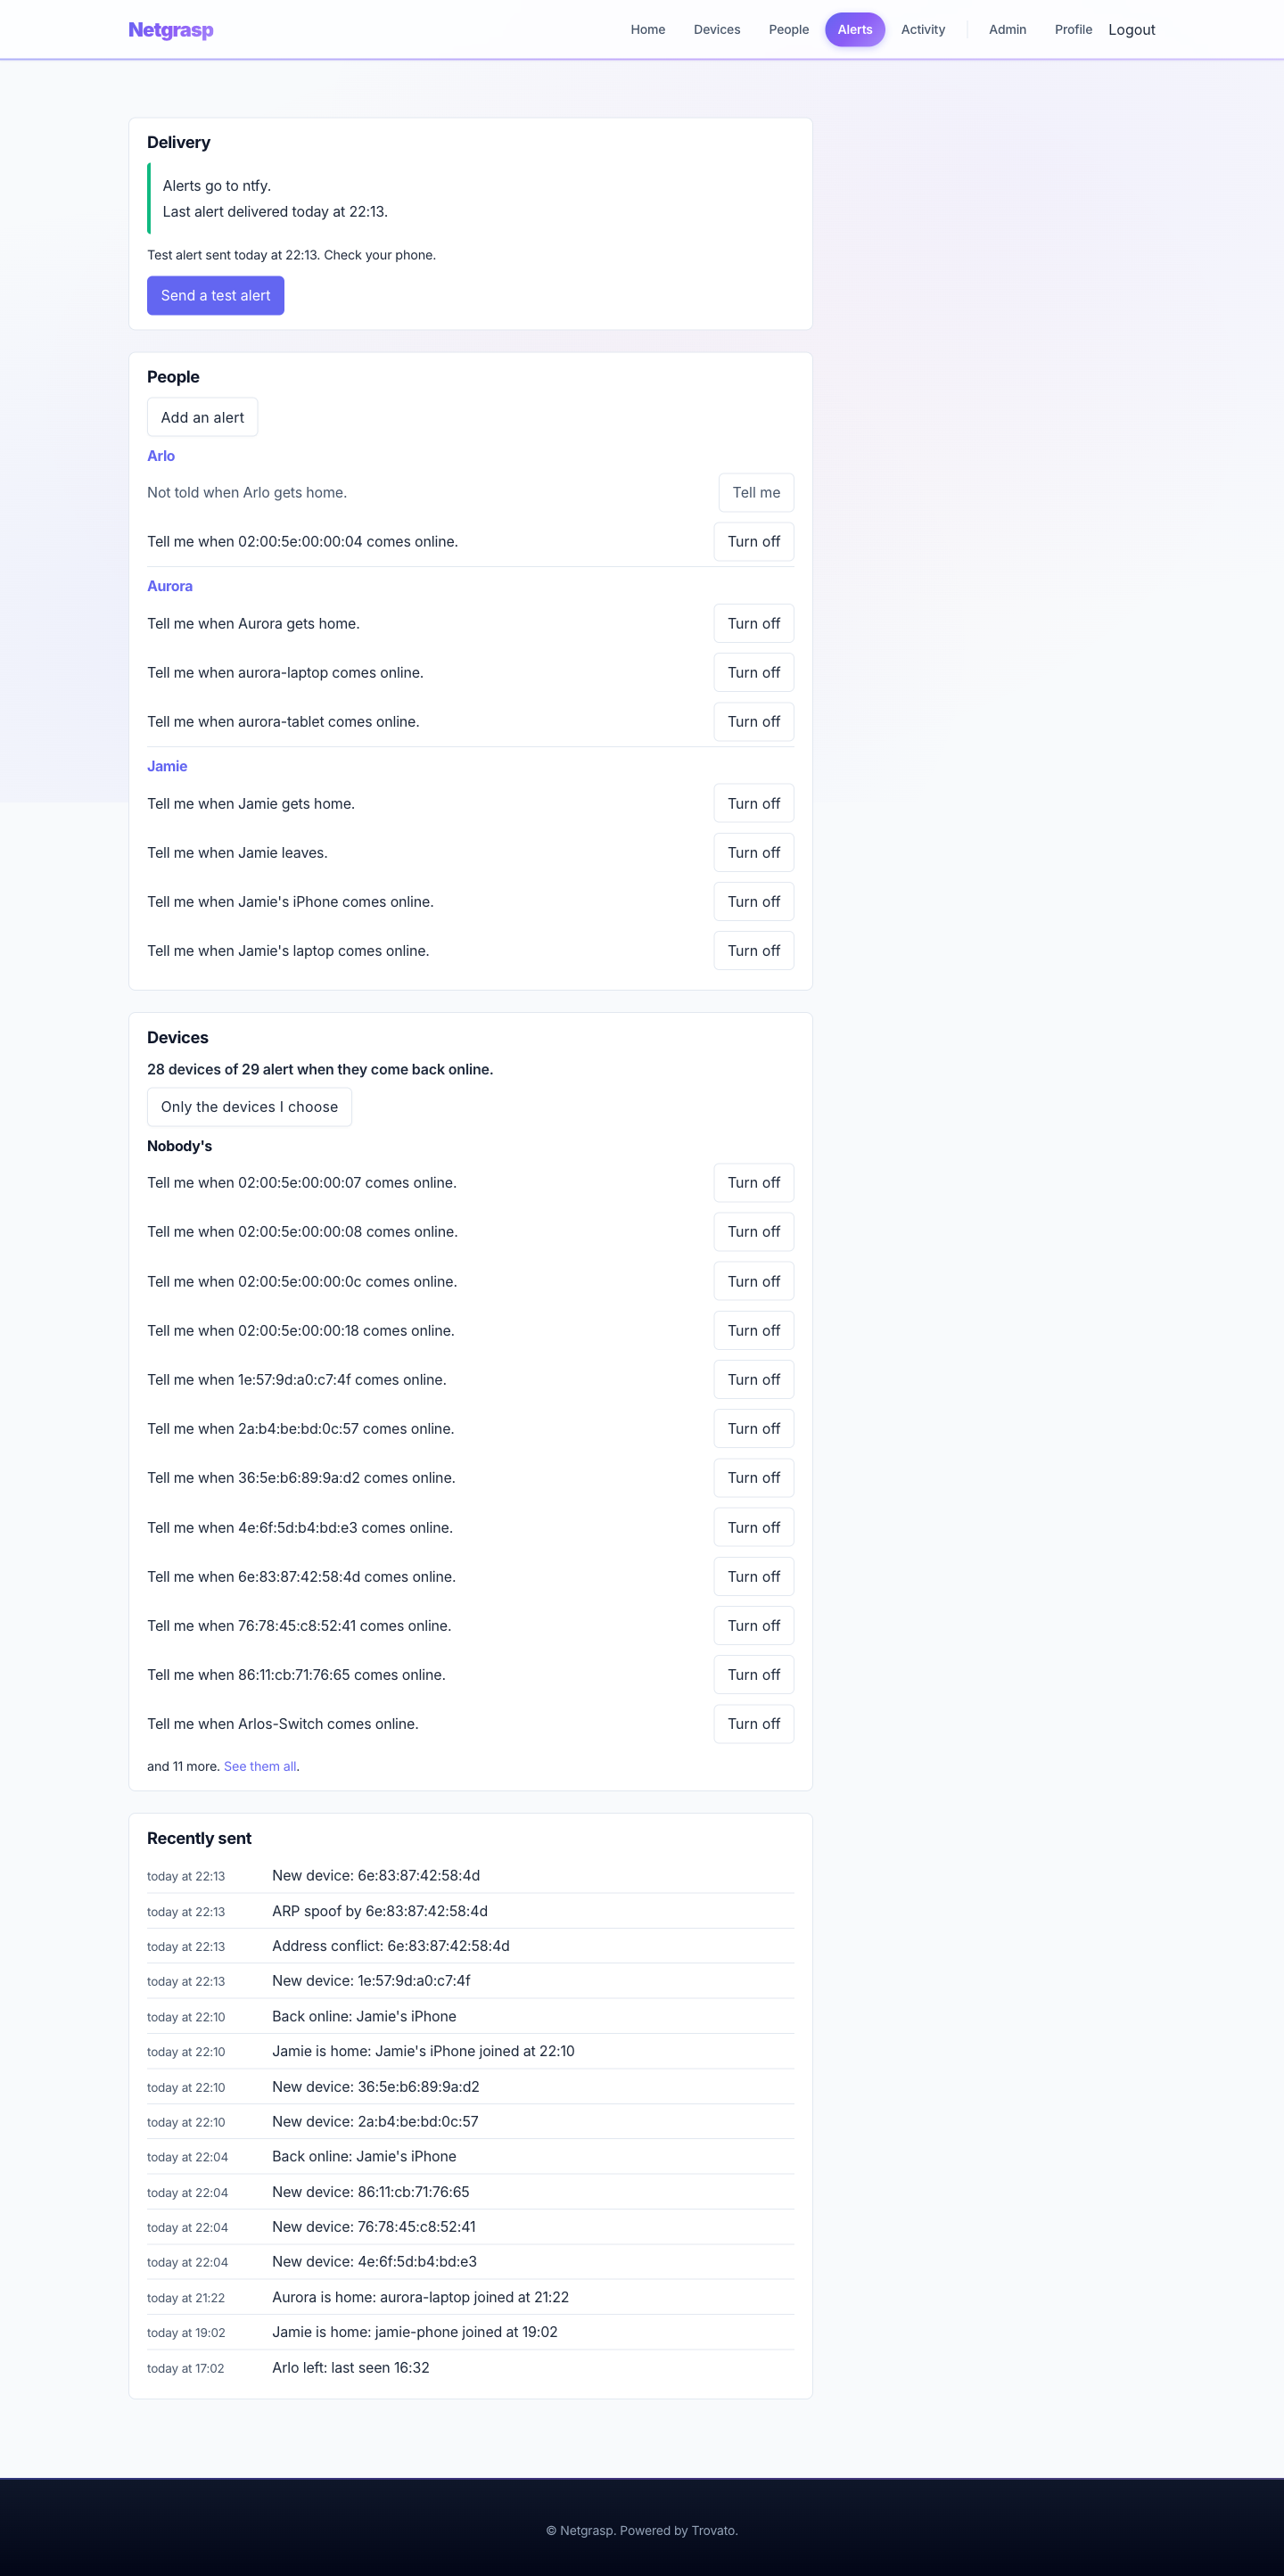 Netgrasp
Home Devices People Alerts Activity Admin Profile Logout
Delivery
Alerts go to ntfy.
Last alert delivered today at 22:13.
Test alert sent today at 22:13. Check your phone.
Send a test alert
People
Add an alert
Arlo
Not told when Arlo gets home. Tell me
Tell me when 02:00:5e:00:00:04 comes online. Turn off
Aurora
Tell me when Aurora gets home. Turn off
Tell me when aurora-laptop comes online. Turn off
Tell me when aurora-tablet comes online. Turn off
Jamie
Tell me when Jamie gets home. Turn off
Tell me when Jamie leaves. Turn off
Tell me when Jamie's iPhone comes online. Turn off
Tell me when Jamie's laptop comes online. Turn off
Devices
28 devices of 29 alert when they come back online.
Only the devices I choose
Nobody's
Tell me when 02:00:5e:00:00:07 comes online. Turn off
Tell me when 02:00:5e:00:00:08 comes online. Turn off
Tell me when 02:00:5e:00:00:0c comes online. Turn off
Tell me when 02:00:5e:00:00:18 comes online. Turn off
Tell me when 1e:57:9d:a0:c7:4f comes online. Turn off
Tell me when 2a:b4:be:bd:0c:57 comes online. Turn off
Tell me when 36:5e:b6:89:9a:d2 comes online. Turn off
Tell me when 4e:6f:5d:b4:bd:e3 comes online. Turn off
Tell me when 6e:83:87:42:58:4d comes online. Turn off
Tell me when 76:78:45:c8:52:41 comes online. Turn off
Tell me when 86:11:cb:71:76:65 comes online. Turn off
Tell me when Arlos-Switch comes online. Turn off
and 11 more. See them all.
Recently sent
today at 22:13 New device: 6e:83:87:42:58:4d
today at 22:13 ARP spoof by 6e:83:87:42:58:4d
today at 22:13 Address conflict: 6e:83:87:42:58:4d
today at 22:13 New device: 1e:57:9d:a0:c7:4f
today at 22:10 Back online: Jamie's iPhone
today at 22:10 Jamie is home: Jamie's iPhone joined at 22:10
today at 22:10 New device: 36:5e:b6:89:9a:d2
today at 22:10 New device: 2a:b4:be:bd:0c:57
today at 22:04 Back online: Jamie's iPhone
today at 22:04 New device: 86:11:cb:71:76:65
today at 22:04 New device: 76:78:45:c8:52:41
today at 22:04 New device: 4e:6f:5d:b4:bd:e3
today at 21:22 Aurora is home: aurora-laptop joined at 21:22
today at 19:02 Jamie is home: jamie-phone joined at 19:02
today at 17:02 Arlo left: last seen 16:32
© Netgrasp. Powered by Trovato.